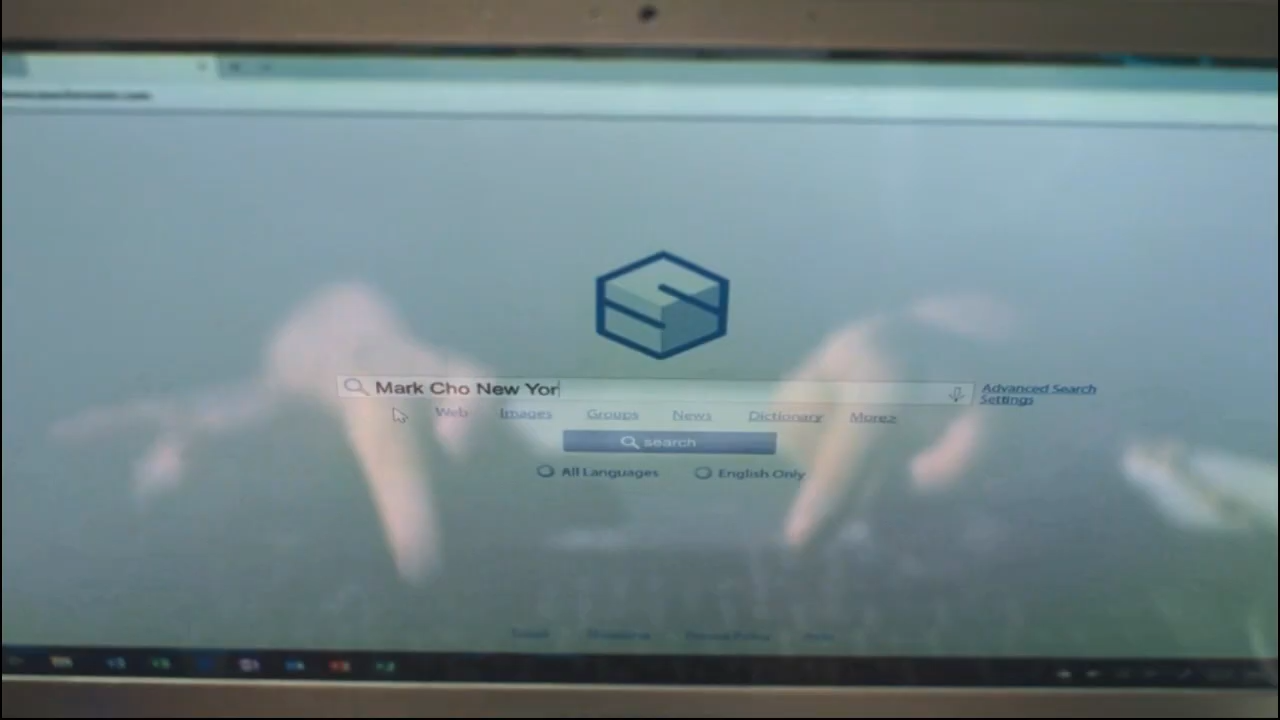 Mark Cho New Yor
Advanced Search
Settings
Web Images Groups News Dictionary More>
search
All Languages English Only